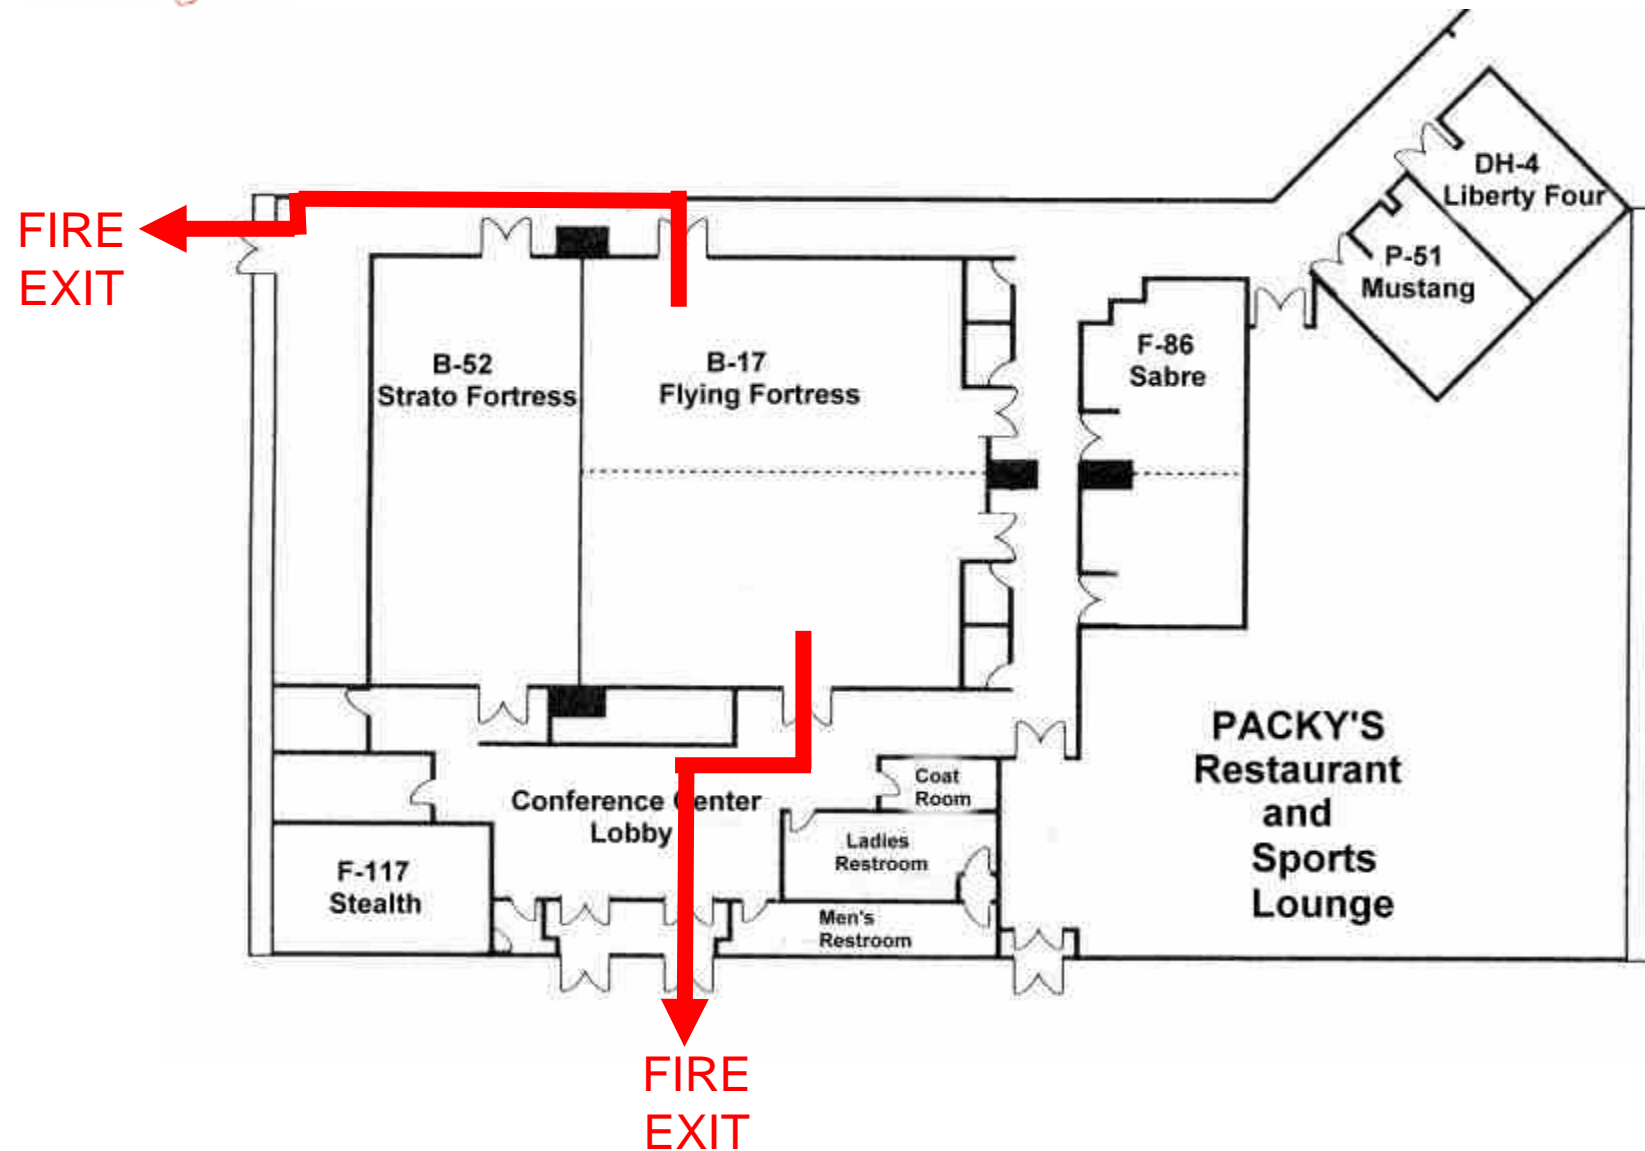 DH-4
Liberty Four
FIRE
EXIT
P-51
Mustang
B-52
Strato Fortress
B-17
Flying Fortress
F-86
Sabre
PACKY'S
Restaurant
and
Sports
Lounge
Coat
Room
Conference Center
Lobby
Ladies
Restroom
F-117
Stealth
Men's
Restroom
FIRE
EXIT